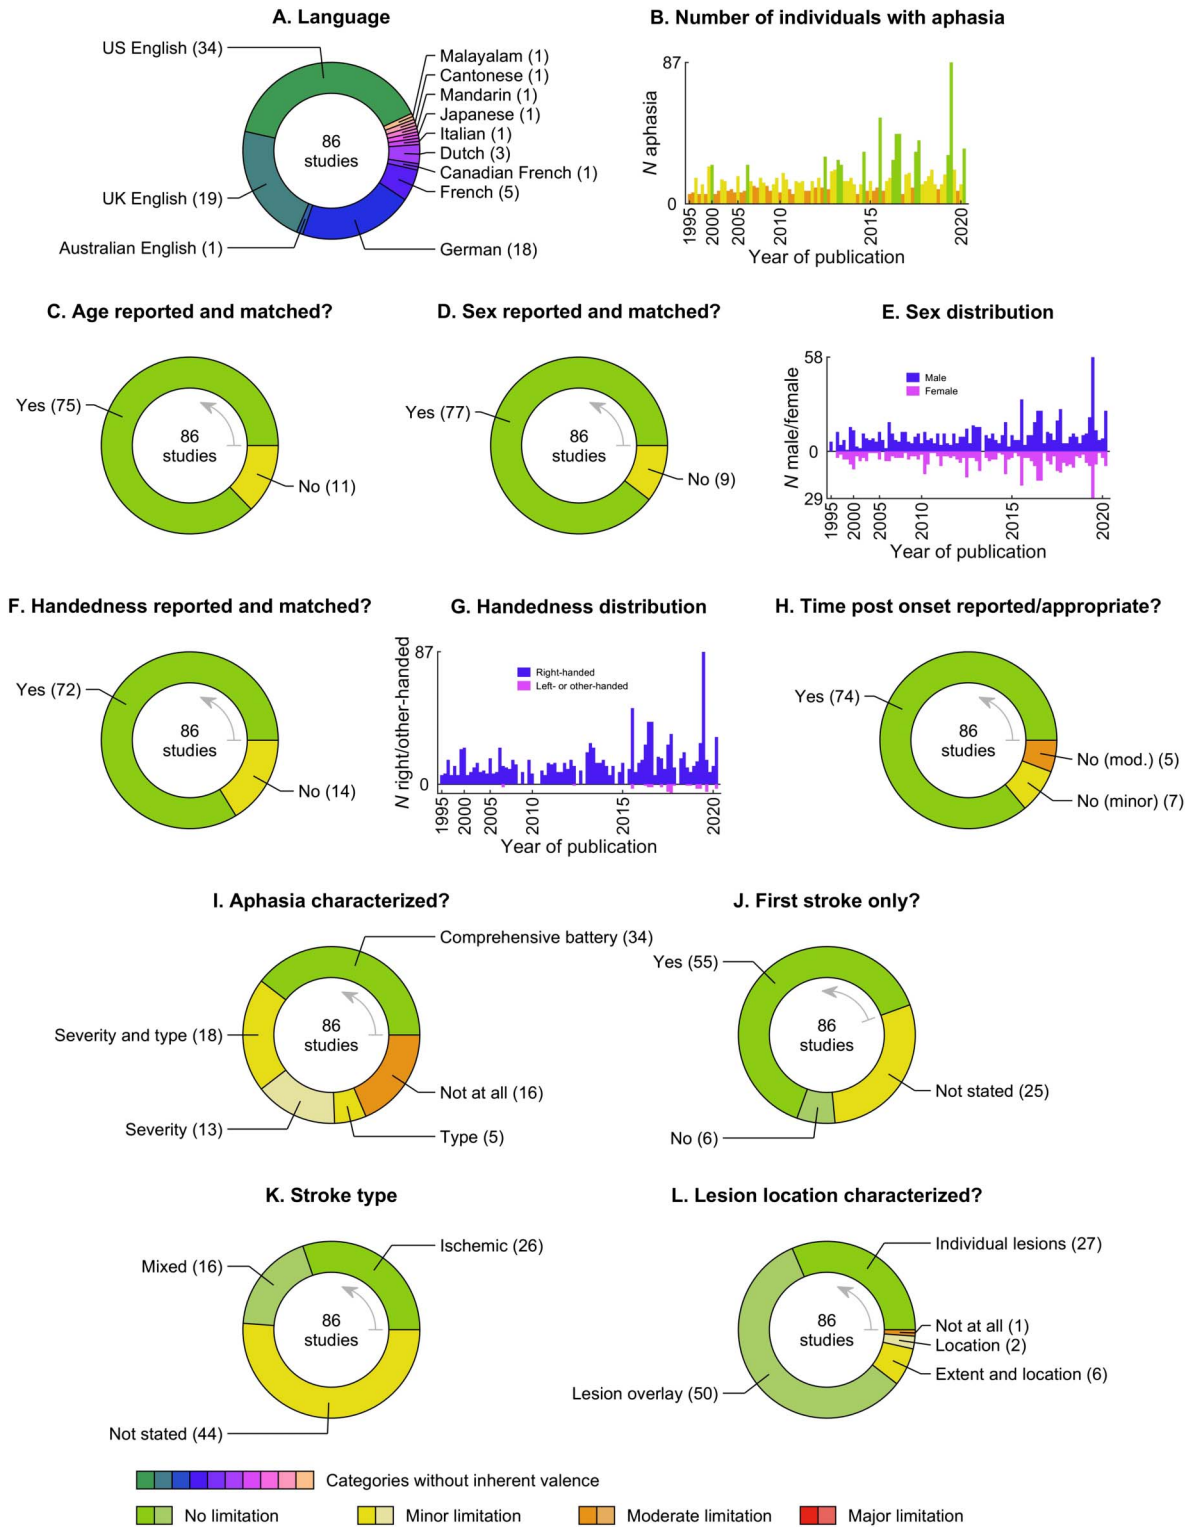 A. Language
US English (34)
Malayalam (1)
Cantonese (1)
Mandarin (1)
Japanese (1)
Italian (1)
Dutch (3)
Canadian French (1)
French (5)
German (18)
Australian English (1)
UK English (19)
86
studies
B. Number of individuals with aphasia
87
0
N aphasia
1995
2000
2005
2010
2015
2020
Year of publication
C. Age reported and matched?
Yes (75)
86
studies
No (11)
D. Sex reported and matched?
Yes (77)
86
studies
No (9)
E. Sex distribution
58
0
29
N male/female
Male
Female
1995
2000
2005
2010
2015
2020
Year of publication
F. Handedness reported and matched?
Yes (72)
86
studies
No (14)
G. Handedness distribution
87
0
N right/other-handed
Right-handed
Left- or other-handed
1995
2000
2005
2010
2015
2020
Year of publication
H. Time post onset reported/appropriate?
Yes (74)
86
studies
No (mod.) (5)
No (minor) (7)
I. Aphasia characterized?
Comprehensive battery (34)
Severity and type (18)
86
studies
Not at all (16)
Severity (13)
Type (5)
J. First stroke only?
Yes (55)
86
studies
Not stated (25)
No (6)
K. Stroke type
Ischemic (26)
Mixed (16)
86
studies
Not stated (44)
L. Lesion location characterized?
Individual lesions (27)
86
studies
Not at all (1)
Location (2)
Extent and location (6)
Lesion overlay (50)
Categories without inherent valence
No limitation
Minor limitation
Moderate limitation
Major limitation